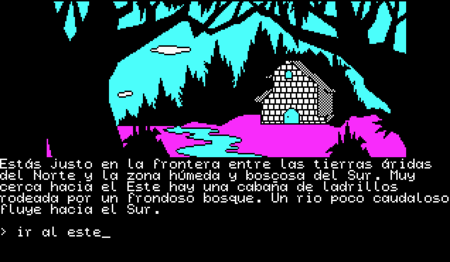 Estás justo en la frontera entre las tierras áridas
del Norte y la zona húmeda y boscosa del Sur. Muy
cerca hacia el Este hay una cabaña de ladrillos
rodeada por un frondoso bosque. Un rio poco caudaloso
fluye hacia el Sur.
> ir al este_